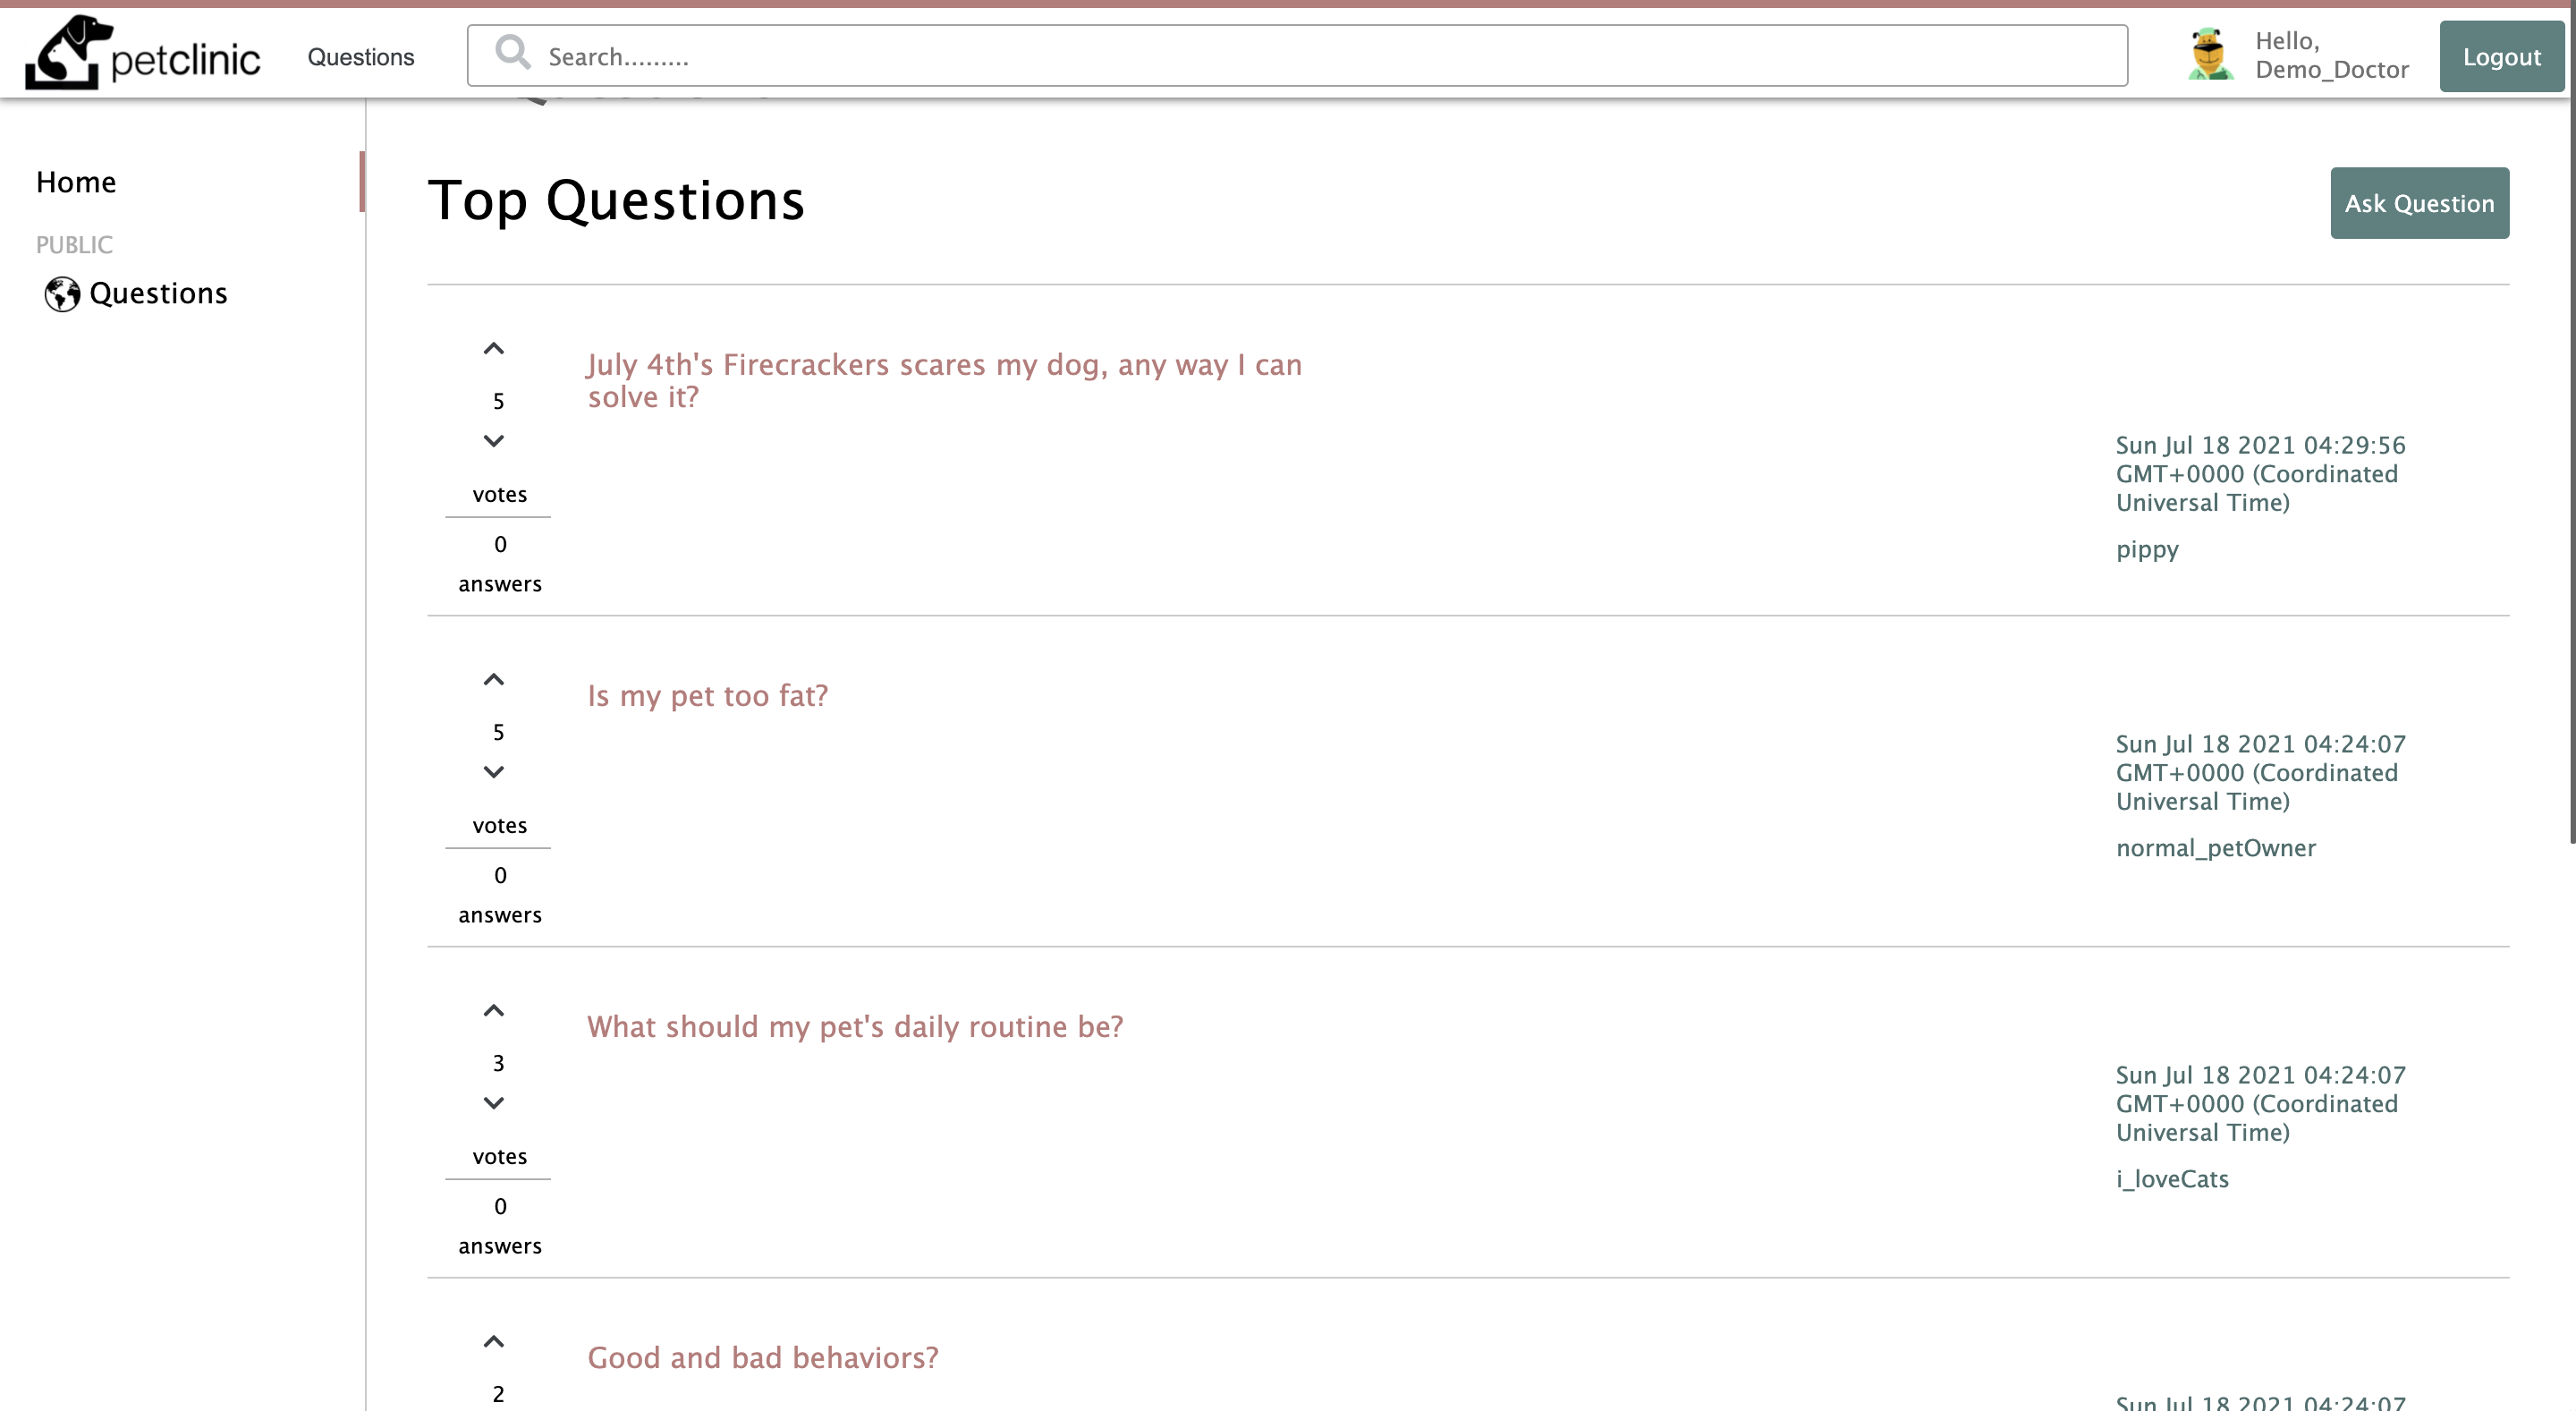 petclinic
Questions
Search.........
Hello,
Demo_Doctor
Logout
Home
PUBLIC
Questions
Top Questions
Ask Question
July 4th's Firecrackers scares my dog, any way I can
solve it?
5
votes
0
answers
Sun Jul 18 2021 04:29:56
GMT+0000 (Coordinated
Universal Time)
pippy
Is my pet too fat?
5
votes
0
answers
Sun Jul 18 2021 04:24:07
GMT+0000 (Coordinated
Universal Time)
normal_petOwner
What should my pet's daily routine be?
3
votes
0
answers
Sun Jul 18 2021 04:24:07
GMT+0000 (Coordinated
Universal Time)
i_loveCats
Good and bad behaviors?
2
Sun Jul 18 2021 04:24:07